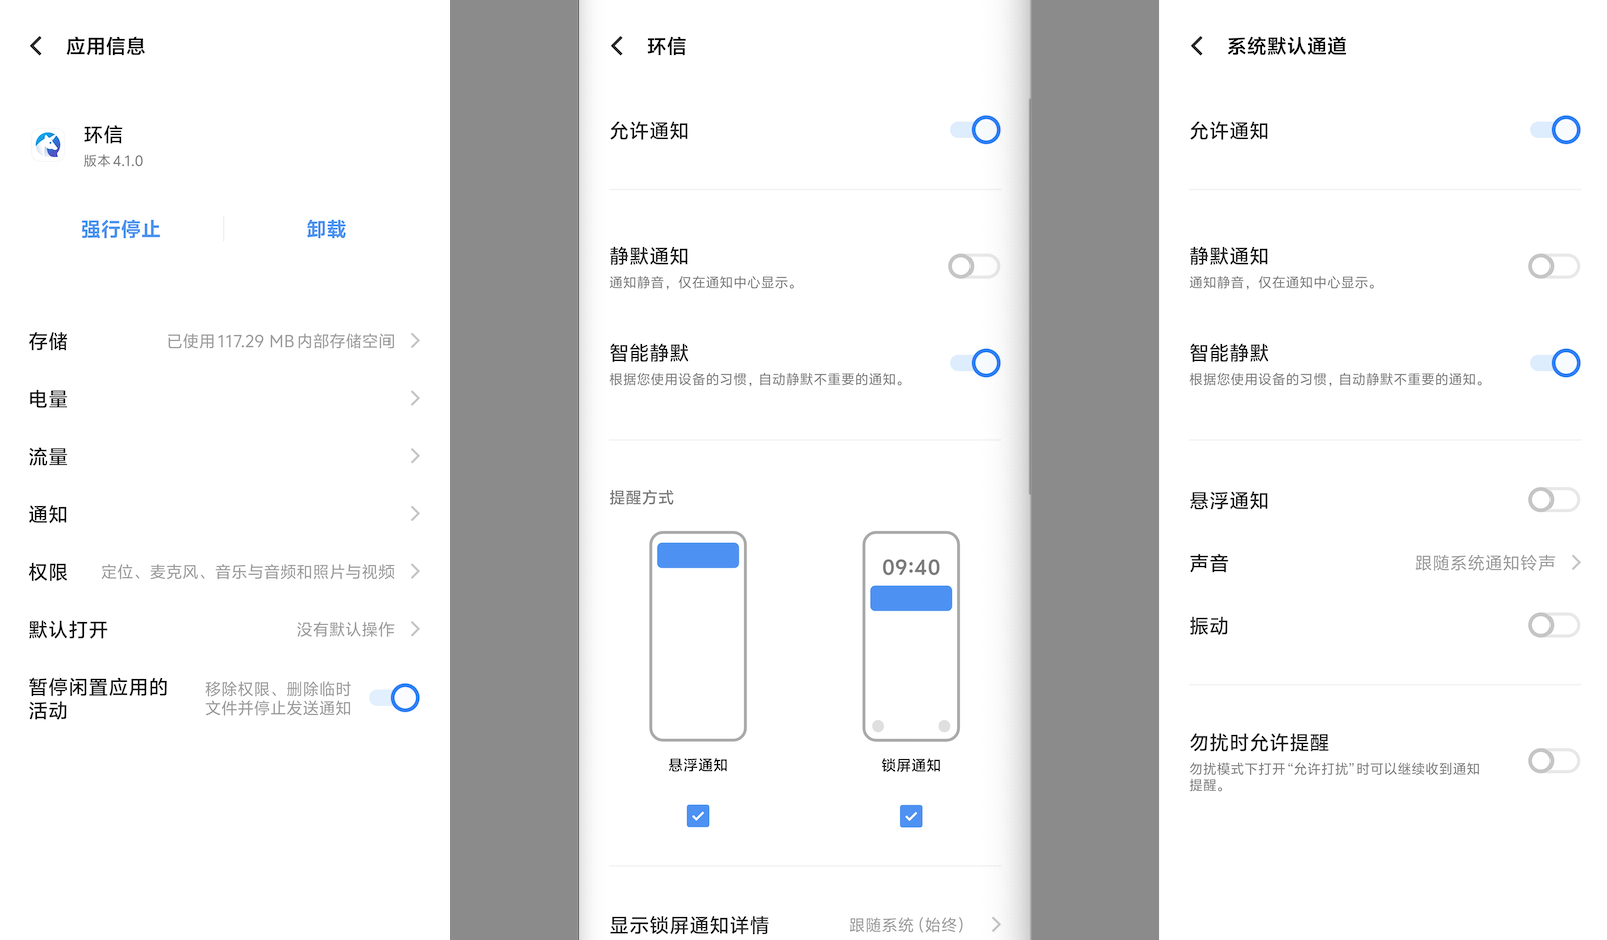 应用信息
环信
版本 4.1.0
强行停止
卸载
存储
已使用 117.29 MB 内部存储空间
电量
流量
通知
权限
定位、麦克风、音乐与音频和照片与视频
默认打开
没有默认操作
暂停闲置应用的
活动
移除权限、删除临时
文件并停止发送通知
环信
允许通知
静默通知
通知静音，仅在通知中心显示。
智能静默
根据您使用设备的习惯，自动静默不重要的通知。
提醒方式
09:40
悬浮通知
锁屏通知
显示锁屏通知详情
跟随系统（始终）
系统默认通道
允许通知
静默通知
通知静音，仅在通知中心显示。
智能静默
根据您使用设备的习惯，自动静默不重要的通知。
悬浮通知
声音
跟随系统通知铃声
振动
勿扰时允许提醒
勿扰模式下打开“允许打扰”时可以继续收到通知
提醒。